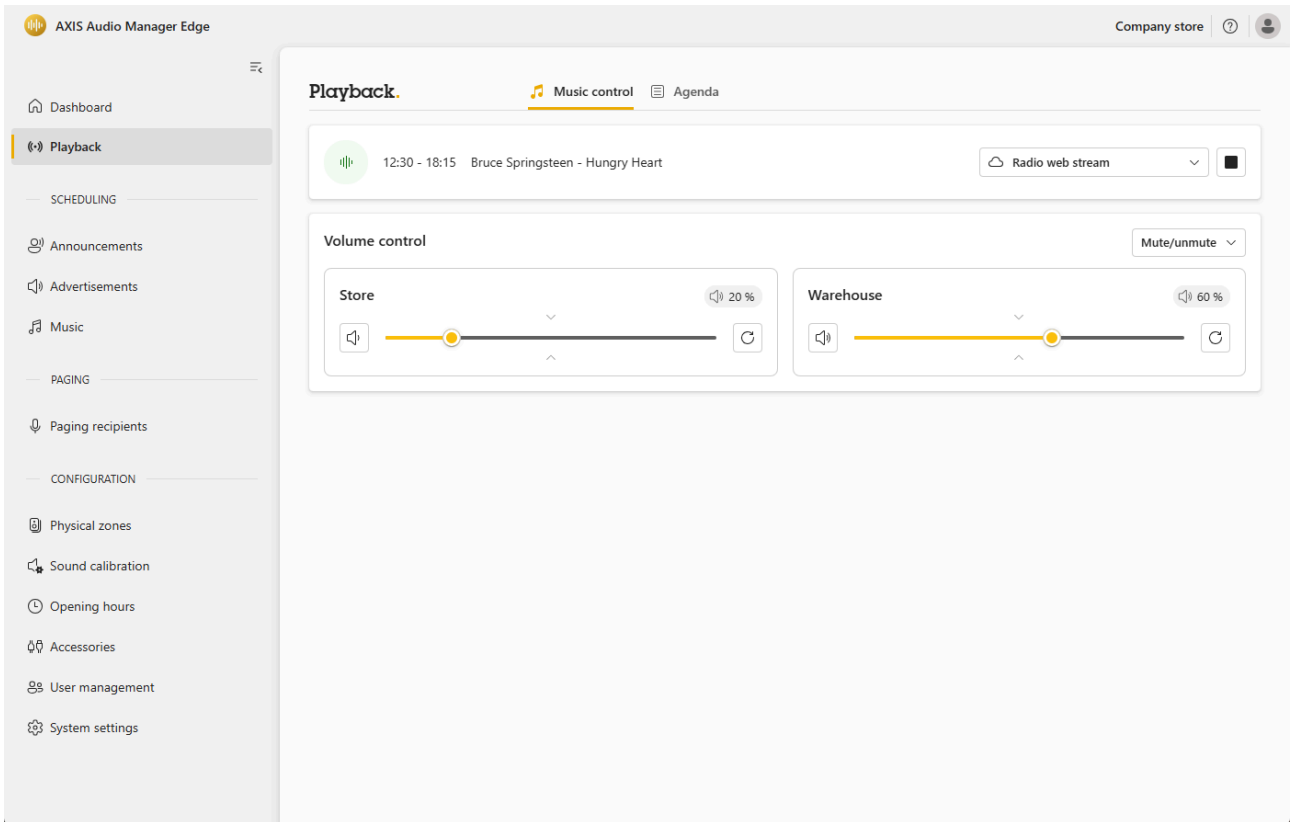 AXIS Audio Manager Edge
Company store
Dashboard
Playback
SCHEDULING
Announcements
Advertisements
Music
PAGING
Paging recipients
CONFIGURATION
Physical zones
Sound calibration
Opening hours
Accessories
User management
System settings
Playback.
Music control
Agenda
12:30 - 18:15 Bruce Springsteen - Hungry Heart
Radio web stream
Volume control
Mute/unmute
Store
20 %
Warehouse
60 %